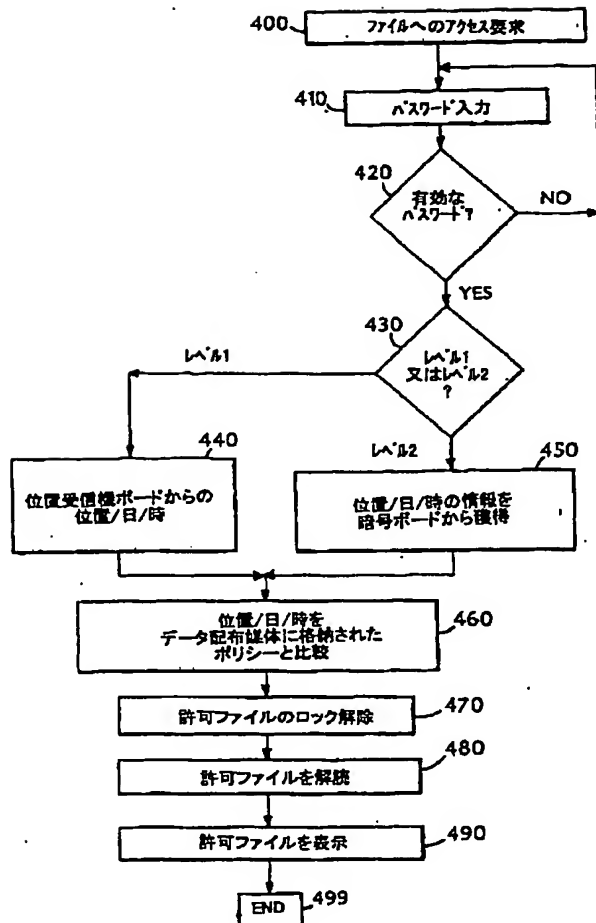 400
ファイルへのアクセス要求
410
パスワード入力
420
有効な
パスワード?
NO
YES
430
レベル1
レベル1
又はレベル2
?
レベル2
440
位置受信機ボードからの
位置/日/時
450
位置/日/時の情報を
暗号ボードから獲得
位置/日/時を
データ配布媒体に格納された
ポリシーと比較
460
許可ファイルのロック解除
470
480
許可ファイルを解読
許可ファイルを表示
490
END
499